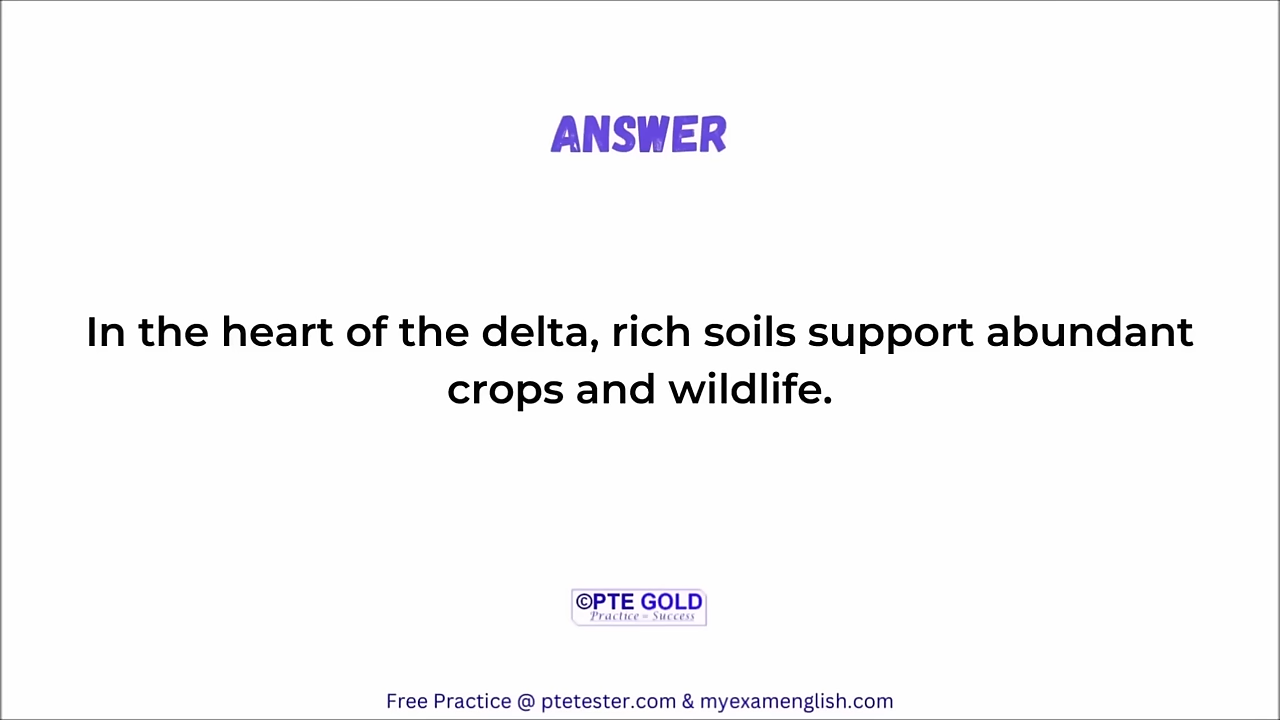 ANSWER
In the heart of the delta, rich soils support abundant
crops and wildlife.
©PTE GOLD
Practice = Success
Free Practice @ ptetester.com & myexamenglish.com